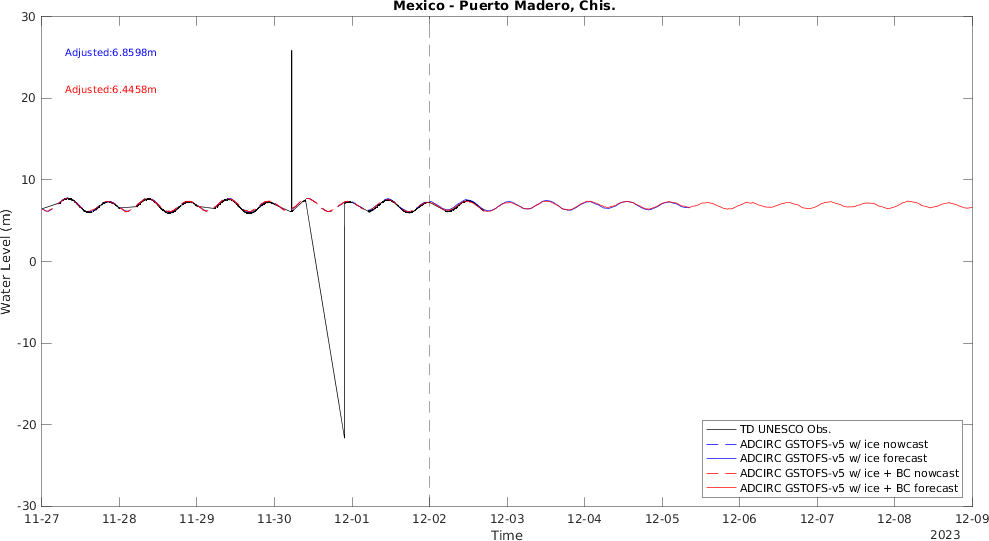 Mexico - Puerto Madero, Chis.
30
20
10
0
-10
-20
-30
Water Level (m)
Adjusted:6.8598m
Adjusted:6.4458m
TD UNESCO Obs.
ADCIRC GSTOFS-v5 w/ ice nowcast
ADCIRC GSTOFS-v5 w/ ice forecast
ADCIRC GSTOFS-v5 w/ ice + BC nowcast
ADCIRC GSTOFS-v5 w/ ice + BC forecast
11-27 11-28 11-29 11-30 12-01 12-02 12-03 12-04 12-05 12-06 12-07 12-08 12-09
Time
2023